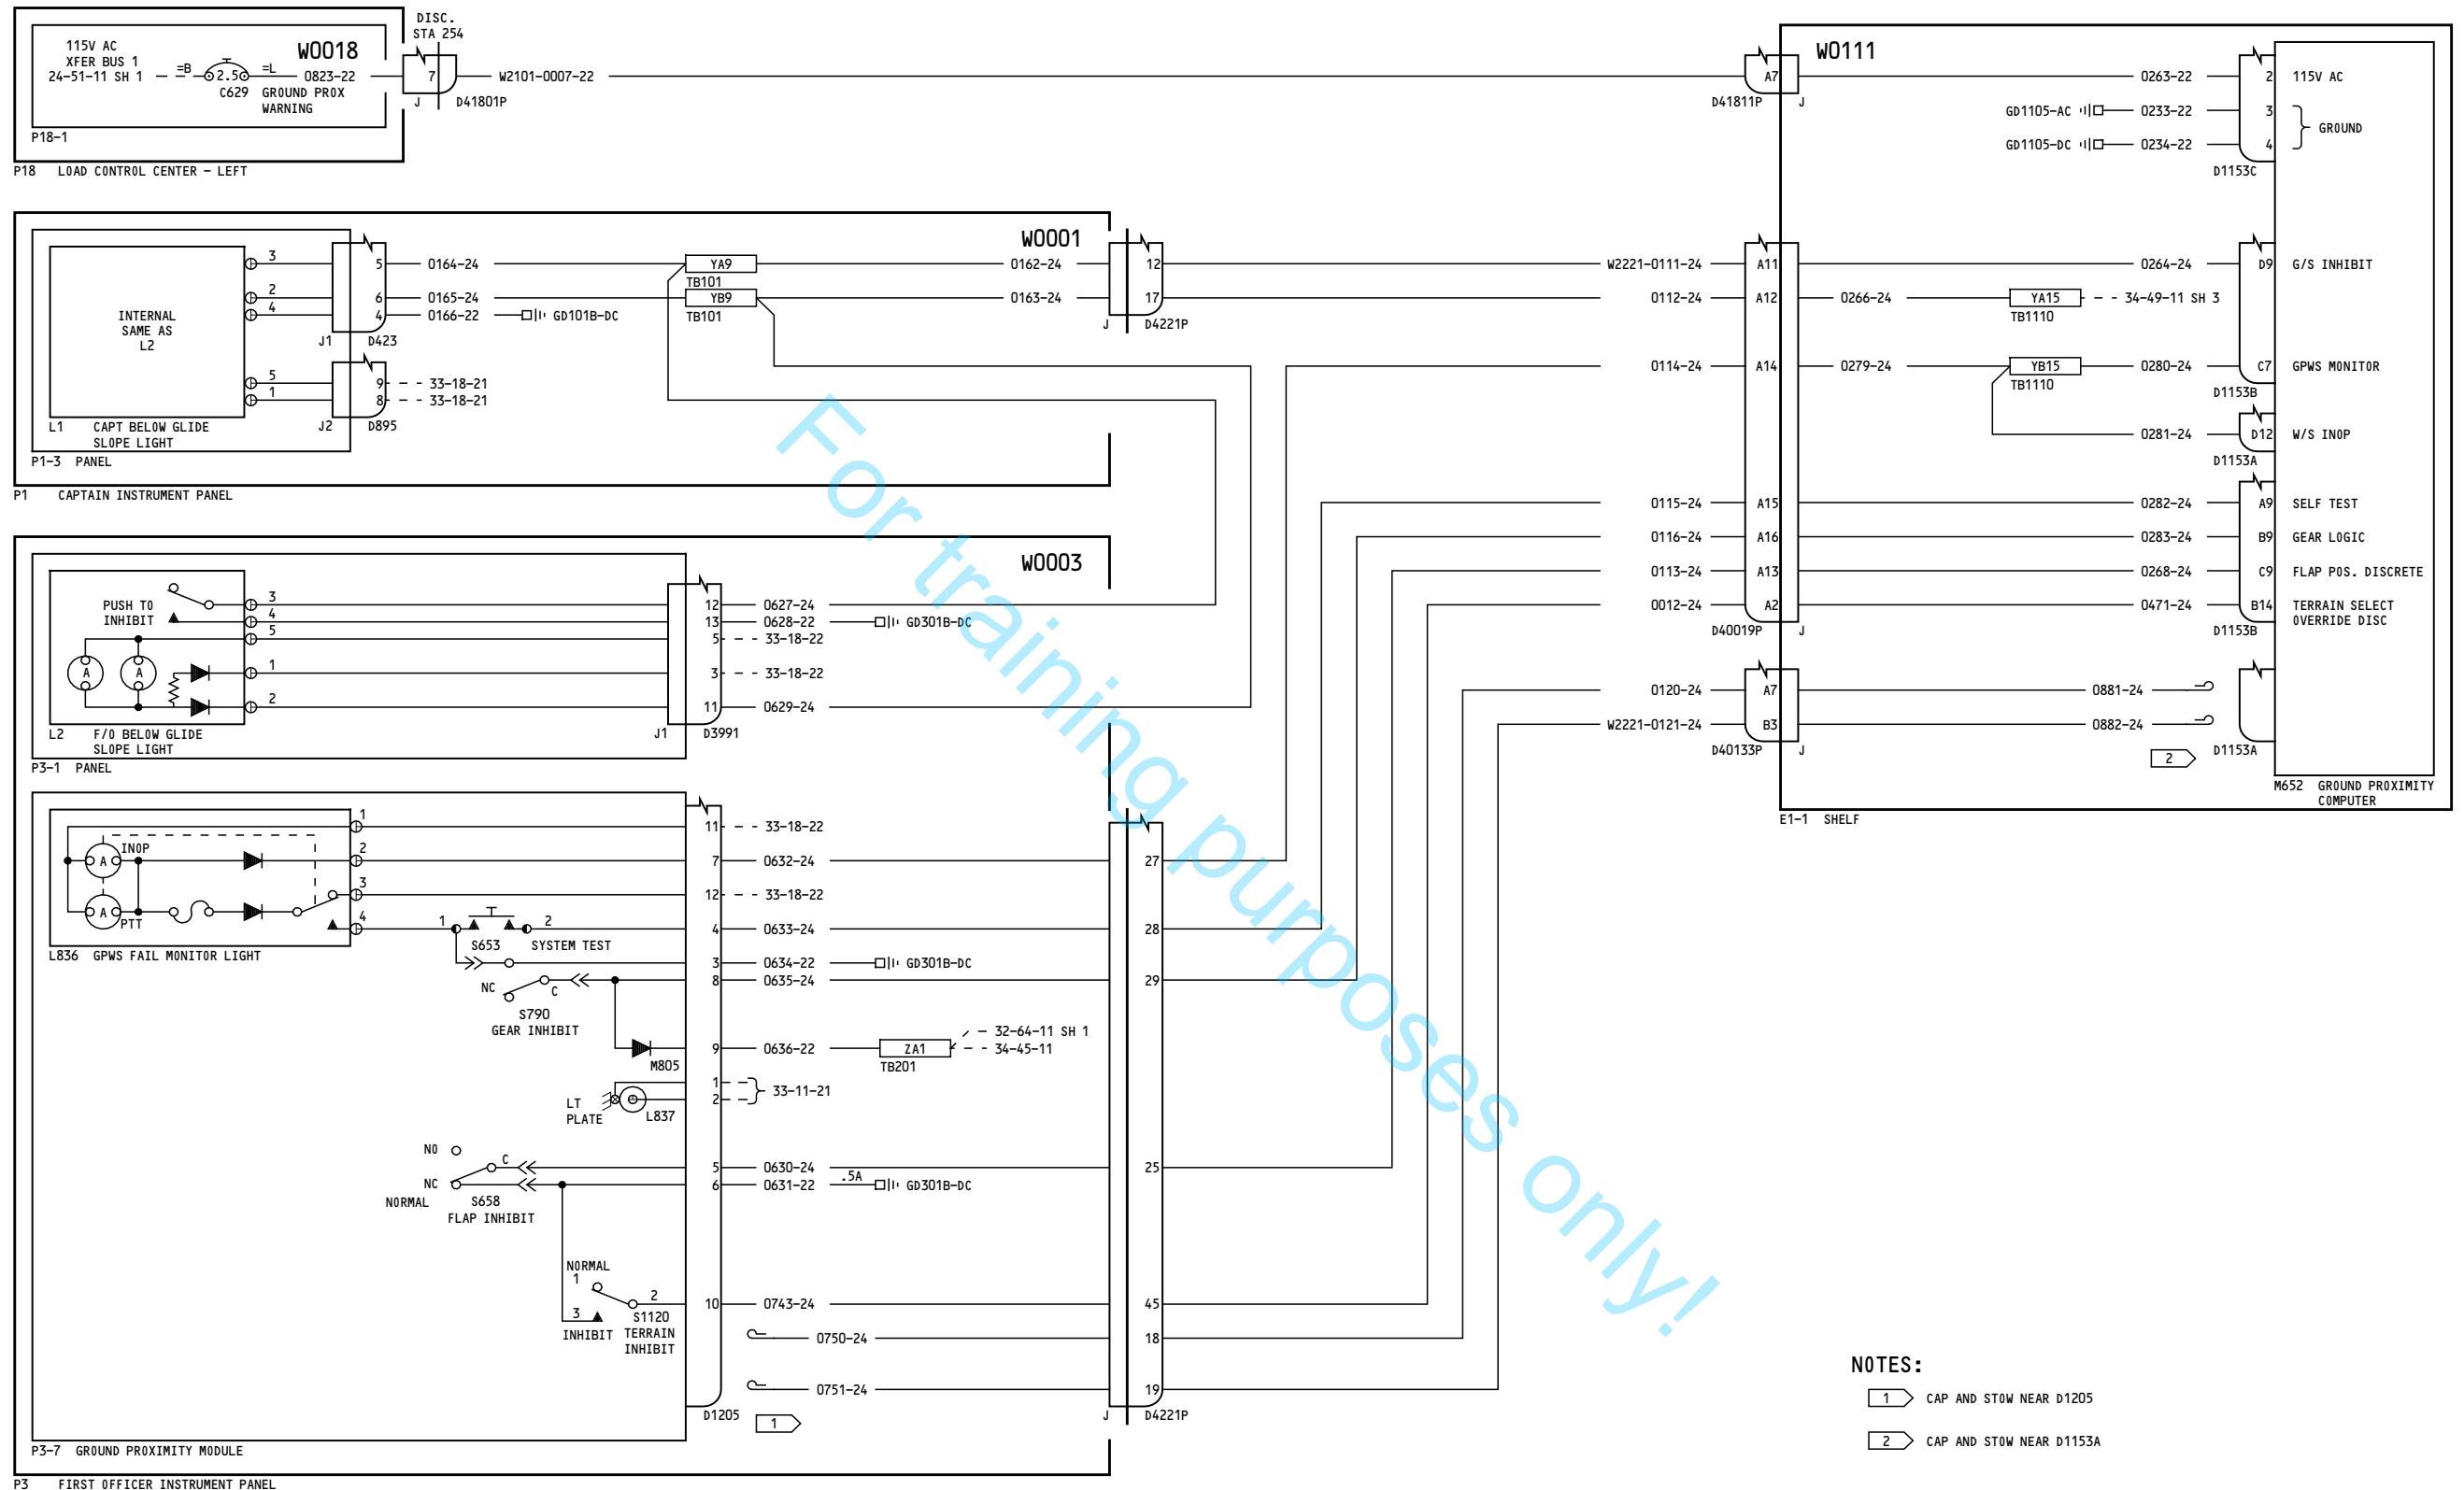 DISC.
STA 254
115V AC
XFER BUS 1
24-51-11 SH 1
=B
2.5
=L
W0018
0823-22
C629
GROUND PROX
WARNING
P18-1
P18 LOAD CONTROL CENTER - LEFT
7
J
D41801P
W2101-0007-22
A7
D41811P
J
W0111
0263-22
2
115V AC
GD1105-AC
0233-22
3
GROUND
GD1105-DC
0234-22
4
D1153C
W0001
INTERNAL
SAME AS
L2
3
2
4
5
1
5
6
4
J1
D423
9
8
J2
D895
33-18-21
33-18-21
L1 CAPT BELOW GLIDE
SLOPE LIGHT
P1-3 PANEL
P1 CAPTAIN INSTRUMENT PANEL
0164-24
YA9
TB101
0162-24
12
0165-24
YB9
TB101
0163-24
17
0166-22
GD101B-DC
J
D4221P
W2221-0111-24
A11
0264-24
D9
G/S INHIBIT
0112-24
A12
0266-24
YA15
TB1110
34-49-11 SH 3
0114-24
A14
0279-24
YB15
TB1110
0280-24
C7
GPWS MONITOR
D1153B
0281-24
D12
W/S INOP
D1153A
0115-24
A15
0282-24
A9
SELF TEST
0116-24
A16
0283-24
B9
GEAR LOGIC
0113-24
A13
0268-24
C9
FLAP POS. DISCRETE
0012-24
A2
0471-24
B14
TERRAIN SELECT
OVERRIDE DISC
D40019P
J
D1153B
0120-24
A7
0881-24
W2221-0121-24
B3
0882-24
D40133P
J
2
D1153A
M652 GROUND PROXIMITY
COMPUTER
E1-1 SHELF
W0003
PUSH TO
INHIBIT
A
A
3
4
5
1
2
L2 F/O BELOW GLIDE
SLOPE LIGHT
P3-1 PANEL
12
0627-24
13
0628-22
GD301B-DC
5
33-18-22
3
33-18-22
11
0629-24
J1
D3991
A
INOP
A
PTT
1
2
3
4
L836 GPWS FAIL MONITOR LIGHT
11
33-18-22
7
0632-24
27
12
33-18-22
1
S653
2
SYSTEM TEST
4
0633-24
28
3
0634-22
GD301B-DC
NC
C
8
0635-24
29
S790
GEAR INHIBIT
M805
9
0636-22
ZA1
TB201
32-64-11 SH 1
34-45-11
LT
PLATE
L837
1
2
33-11-21
NO
C
NC
NORMAL
S658
FLAP INHIBIT
5
0630-24
25
6
0631-22
.5A
GD301B-DC
NORMAL
1
2
3
INHIBIT
S1120
TERRAIN
INHIBIT
10
0743-24
45
0750-24
18
0751-24
19
D1205
1
J
D4221P
P3-7 GROUND PROXIMITY MODULE
P3 FIRST OFFICER INSTRUMENT PANEL
NOTES:
1 CAP AND STOW NEAR D1205
2 CAP AND STOW NEAR D1153A
For training purposes only!